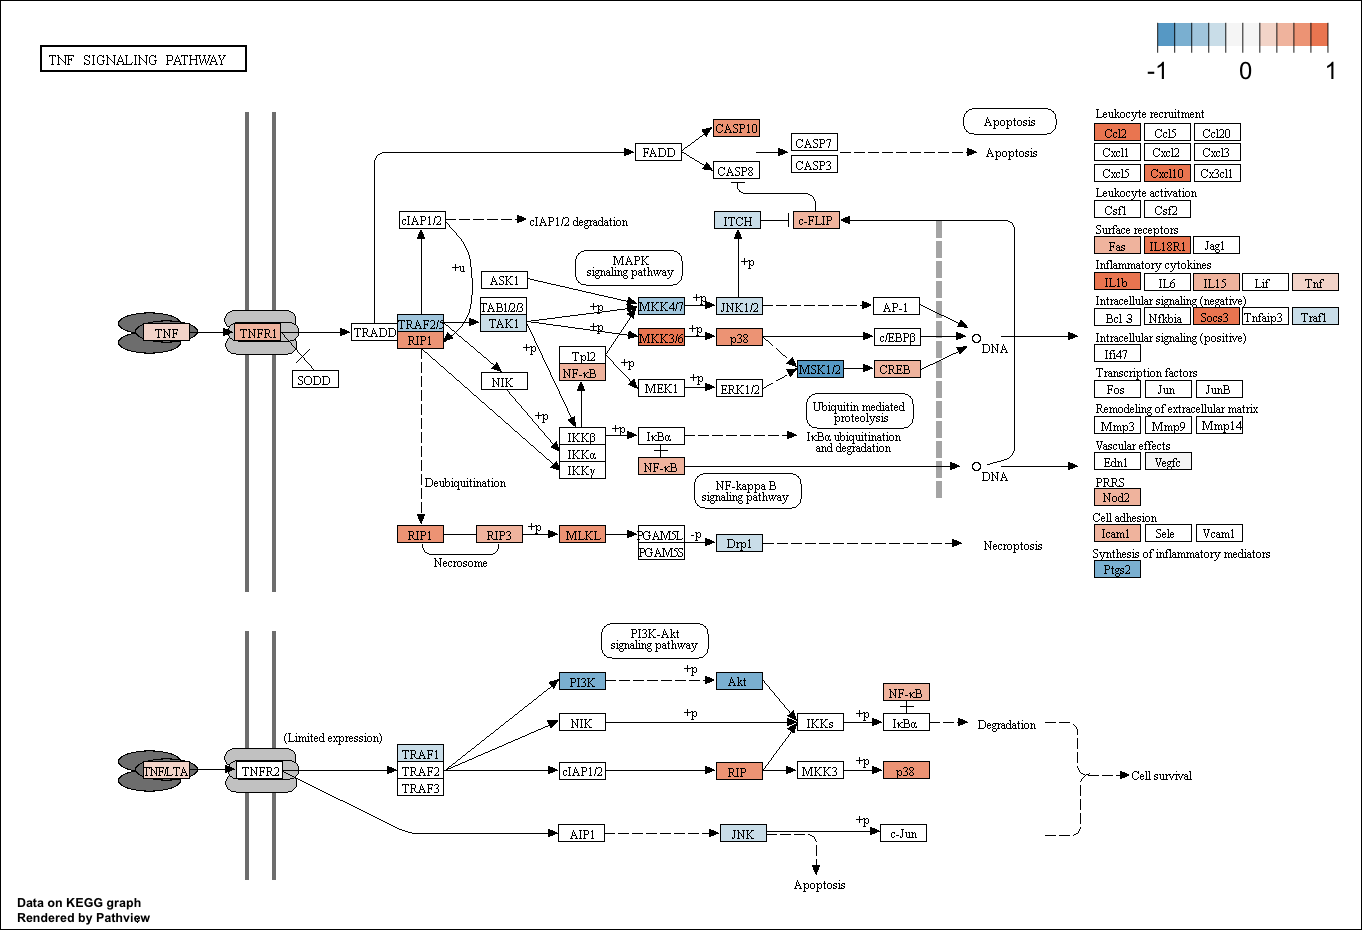 TNF SIGNALING PATHWAY
-1 0 1
Leukocyte recruitment
Ccl2 Ccl5 Ccl20
Cxcl1 Cxcl2 Cxcl3
Cxcl5 Cxcl10 Cx3cl1
Leukocyte activation
Csf1 Csf2
Surface receptors
Fas IL18R1 Jag1
Inflammatory cytokines
IL1b IL6 IL15 Lif Tnf
Intracellular signaling (negative)
Bcl 3 Nfkbia Socs3 Tnfaip3 Traf1
Intracellular signaling (positive)
Ifi47
Transcription factors
Fos Jun JunB
Remodeling of extracellular matrix
Mmp3 Mmp9 Mmp14
Vascular effects
Edn1 Vegfc
PRRS
Nod2
Cell adhesion
Icam1 Sele Vcam1
Synthesis of inflammatory mediators
Ptgs2
Apoptosis
CASP10
FADD
CASP7
CASP3
Apoptosis
CASP8
cIAP1/2
cIAP1/2 degradation
ITCH
c-FLIP
+u
+p
MAPK
signaling pathway
ASK1
TAB1/2/3
TAK1
+p
+p
+p
MKK4/7
+p
JNK1/2
AP-1
TNF
TNFR1
TRADD
TRAF2/5
RIP1
MKK3/6
+p
p38
c/EBPβ
DNA
SODD
NIK
Tpl2
NF-κB
+p
MEK1
+p
ERK1/2
MSK1/2
CREB
+p
Ubiquitin mediated
proteolysis
IKKβ
IKKα
IKKγ
+p
IκBα
IκBα ubiquitination
and degradation
NF-κB
DNA
NF-kappa B
signaling pathway
Deubiquitination
RIP1
RIP3
+p
MLKL
PGAM5L
PGAM5S
-p
Drp1
Necroptosis
Necrosome
PI3K-Akt
signaling pathway
PI3K
+p
Akt
NF-κB
NIK
+p
IKKs
+p
IκBα
Degradation
(Limited expression)
TNF/LTA
TNFR2
TRAF1
TRAF2
TRAF3
cIAP1/2
RIP
MKK3
+p
p38
Cell survival
AIP1
JNK
+p
c-Jun
Apoptosis
Data on KEGG graph
Rendered by Pathview